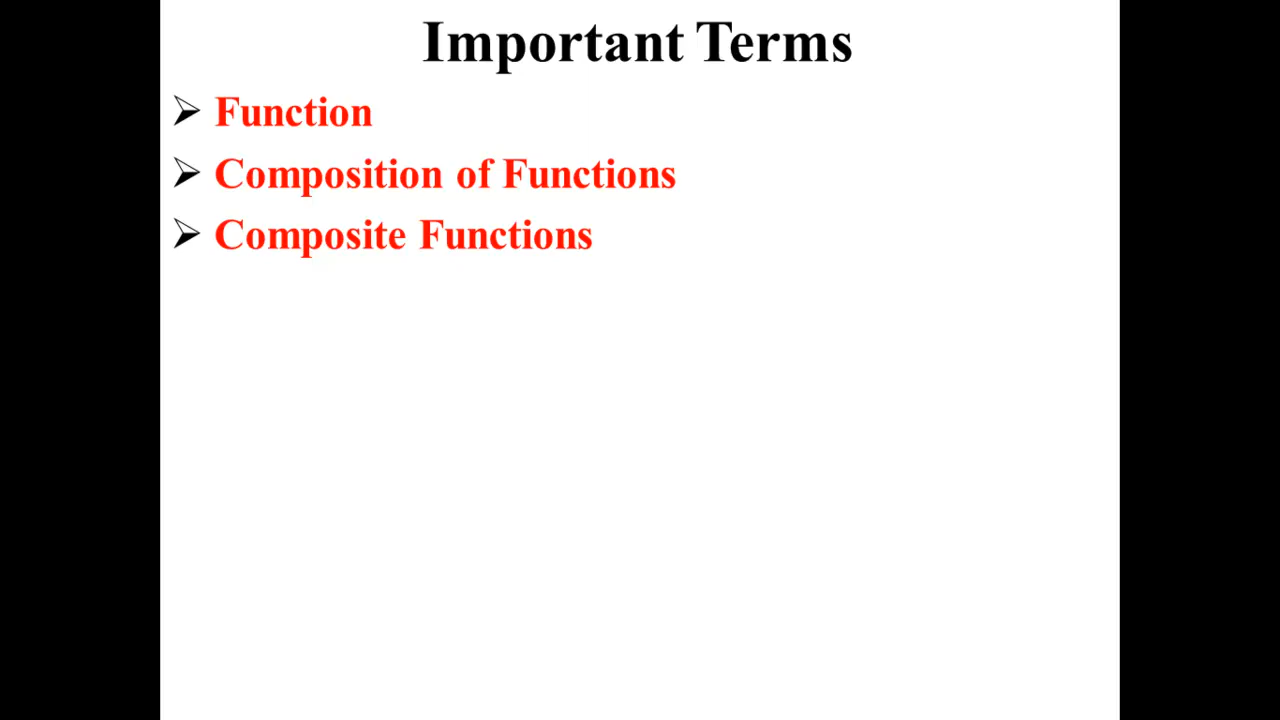 Important Terms
Function
Composition of Functions
Composite Functions